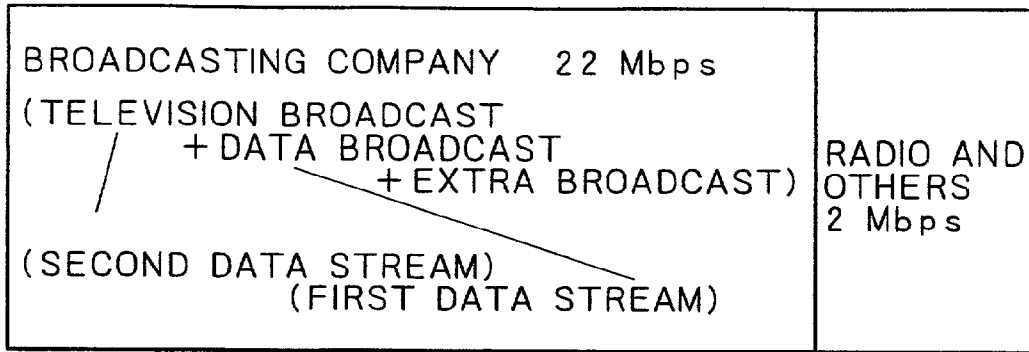 BROADCASTING COMPANY 22 Mbps
(TELEVISION BROADCAST
+ DATA BROADCAST
+ EXTRA BROADCAST)
(SECOND DATA STREAM)
(FIRST DATA STREAM)
RADIO AND
OTHERS
2 Mbps